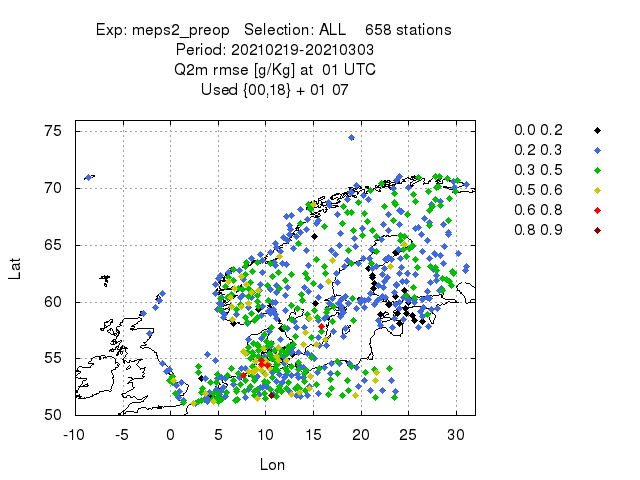 Exp: meps2_preop Selection: ALL 658 stations
Period: 20210219-20210303
Q2m rmse [g/Kg] at 01 UTC
Used {00,18} + 01 07
75
70
65
60
55
50
-10 -5 0 5 10 15 20 25 30
Lat
Lon
0.0 0.2
0.2 0.3
0.3 0.5
0.5 0.6
0.6 0.8
0.8 0.9